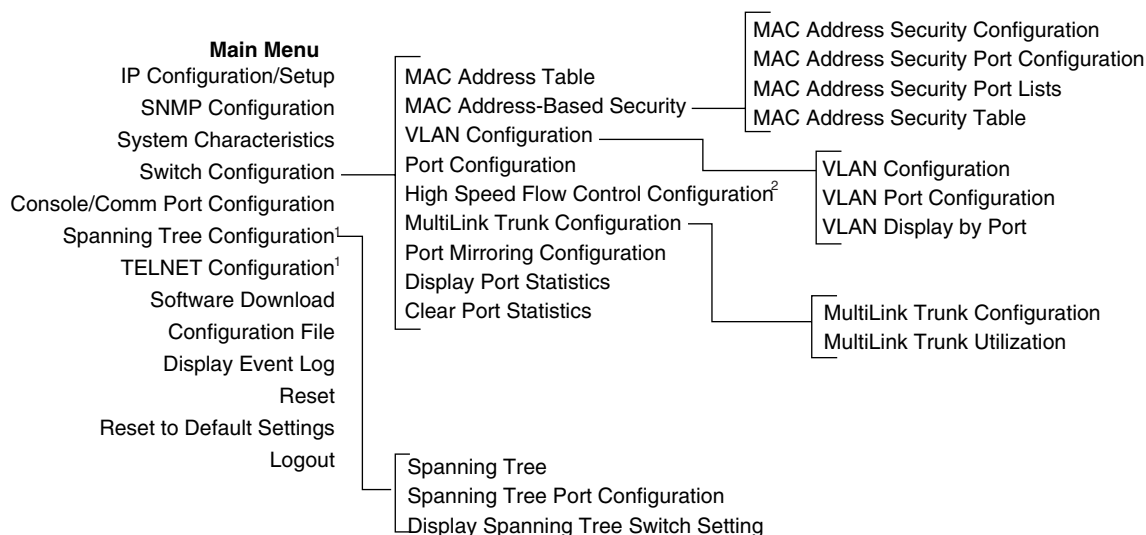 Main Menu
IP Configuration/Setup
SNMP Configuration
System Characteristics
Switch Configuration
Console/Comm Port Configuration
Spanning Tree Configuration¹
TELNET Configuration¹
Software Download
Configuration File
Display Event Log
Reset
Reset to Default Settings
Logout
MAC Address Table
MAC Address-Based Security
VLAN Configuration
Port Configuration
High Speed Flow Control Configuration²
MultiLink Trunk Configuration
Port Mirroring Configuration
Display Port Statistics
Clear Port Statistics
MAC Address Security Configuration
MAC Address Security Port Configuration
MAC Address Security Port Lists
MAC Address Security Table
VLAN Configuration
VLAN Port Configuration
VLAN Display by Port
MultiLink Trunk Configuration
MultiLink Trunk Utilization
Spanning Tree
Spanning Tree Port Configuration
Display Spanning Tree Switch Setting